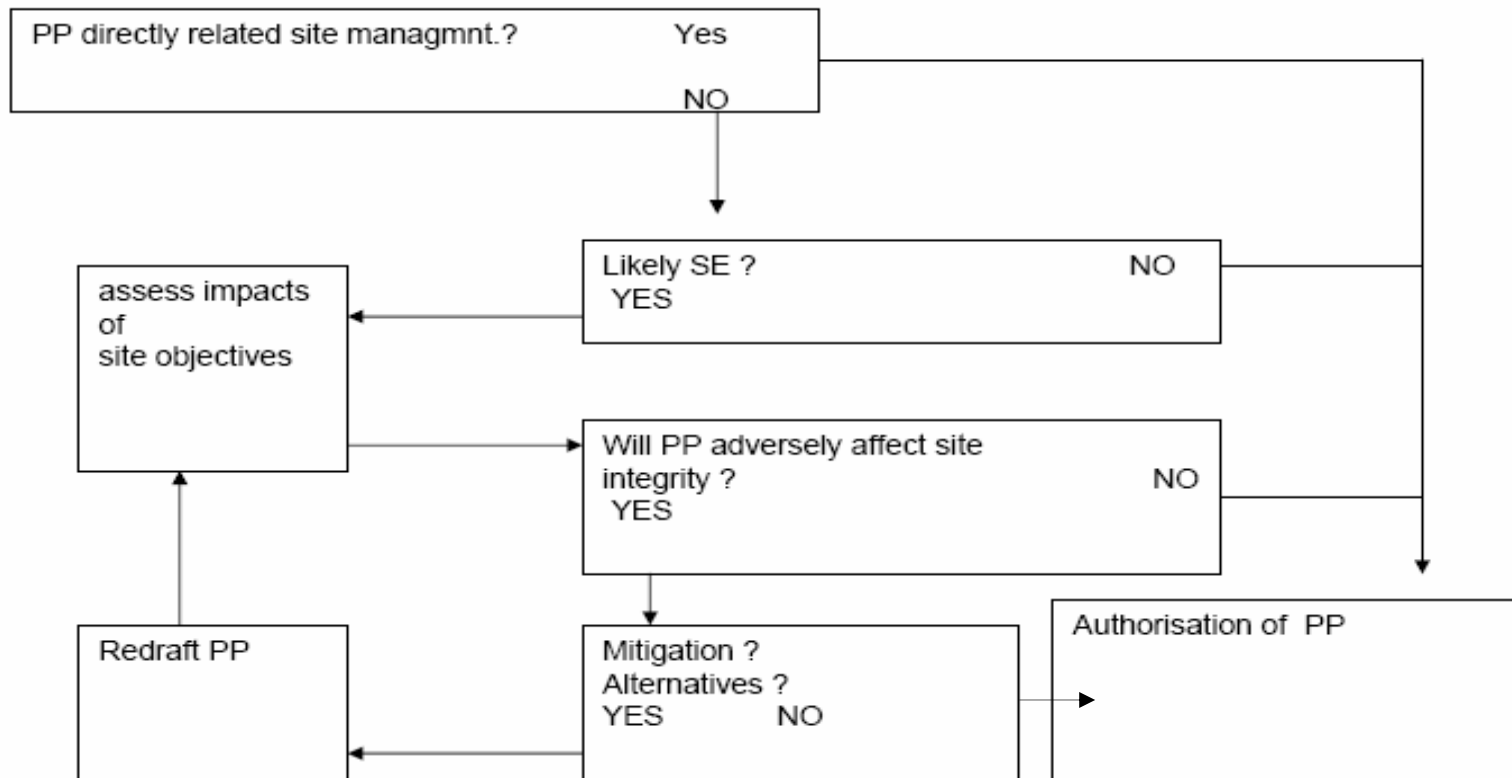 PP directly related site managmnt.? Yes
NO
Likely SE ? NO
YES
assess impacts
of
site objectives
Will PP adversely affect site
integrity ? NO
YES
Redraft PP
Mitigation ?
Alternatives ?
YES NO
Authorisation of PP